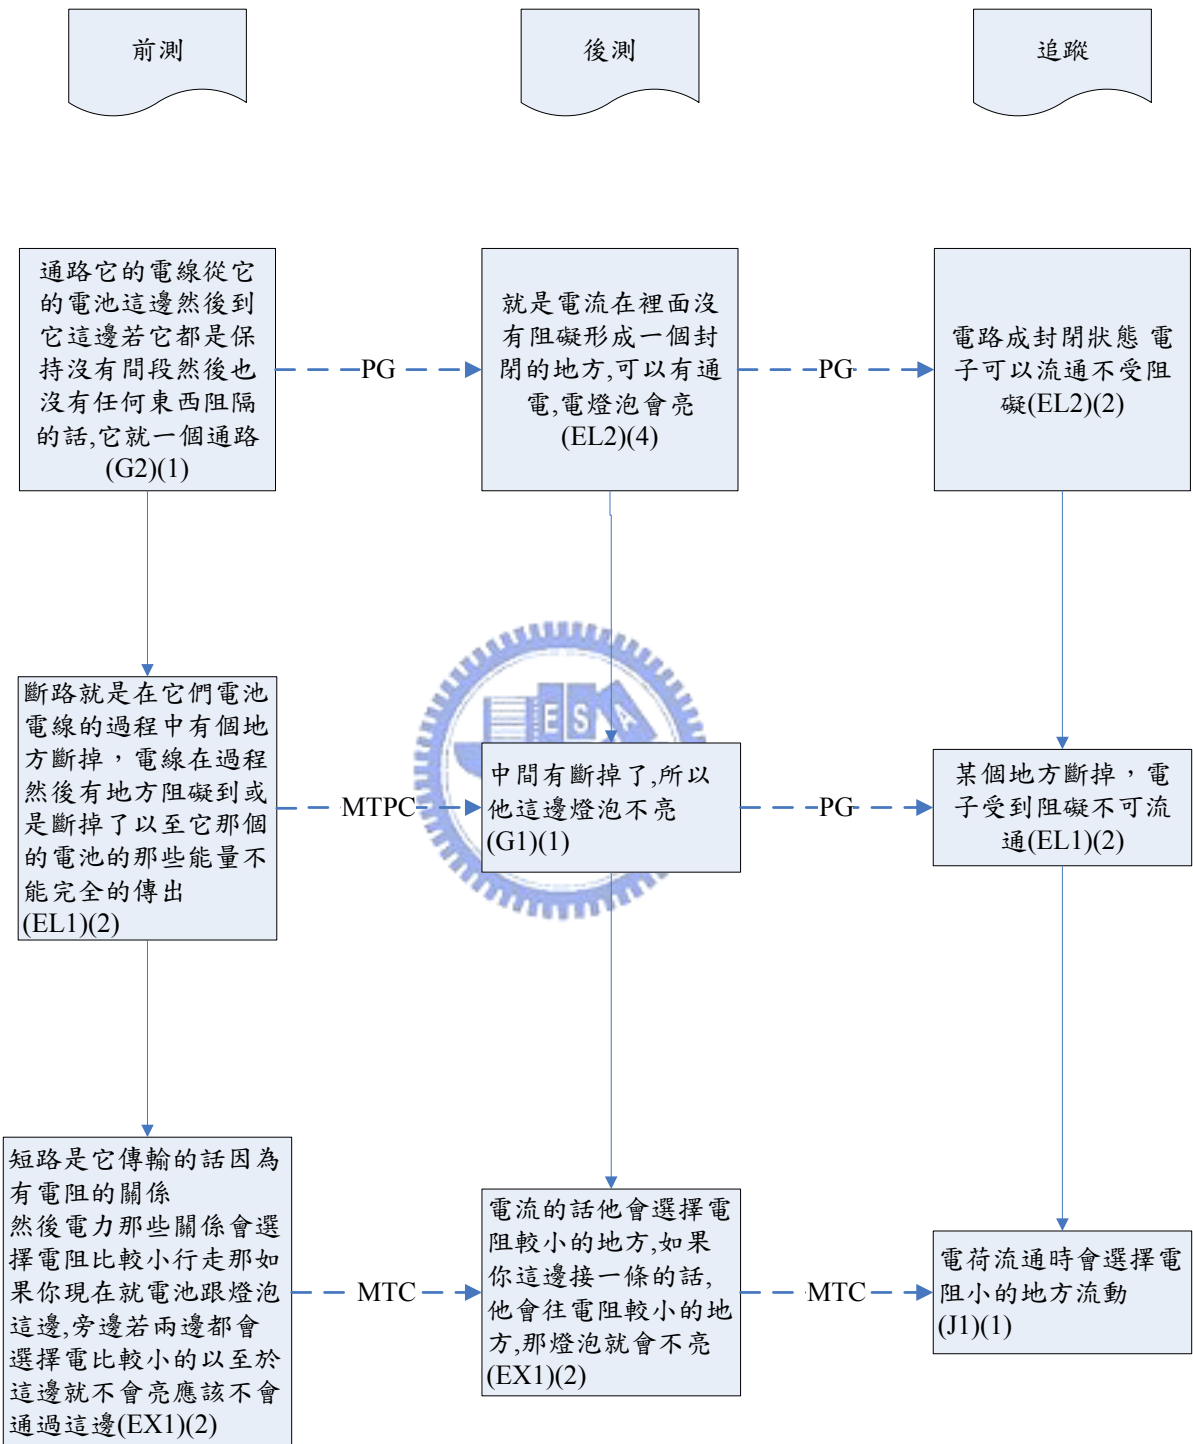 前測
後測
追蹤
通路它的電線從它
的電池這邊然後到
它這邊若它都是保
持沒有間段然後也
沒有任何東西阻隔
的話,它就一個通路
(G2)(1)
PG
就是電流在裡面沒
有阻礙形成一個封
閉的地方,可以有通
電,電燈泡會亮
(EL2)(4)
PG
電路成封閉狀態 電
子可以流通不受阻
礙(EL2)(2)
斷路就是在它們電池
電線的過程中有個地
方斷掉，電線在過程
然後有地方阻礙到或
是斷掉了以至它那個
的電池的那些能量不
能完全的傳出
(EL1)(2)
MTPC
ESA
中間有斷掉了,所以
他這邊燈泡不亮
(G1)(1)
PG
某個地方斷掉，電
子受到阻礙不可流
通(EL1)(2)
短路是它傳輸的話因為
有電阻的關係
然後電力那些關係會選
擇電阻比較小行走那如
果你現在就電池跟燈泡
這邊,旁邊若兩邊都會
選擇電比較小的以至於
這邊就不會亮應該不會
通過這邊(EX1)(2)
MTC
電流的話他會選擇電
阻較小的地方,如果
你這邊接一條的話,
他會往電阻較小的地
方,那燈泡就會不亮
(EX1)(2)
MTC
電荷流通時會選擇電
阻小的地方流動
(J1)(1)